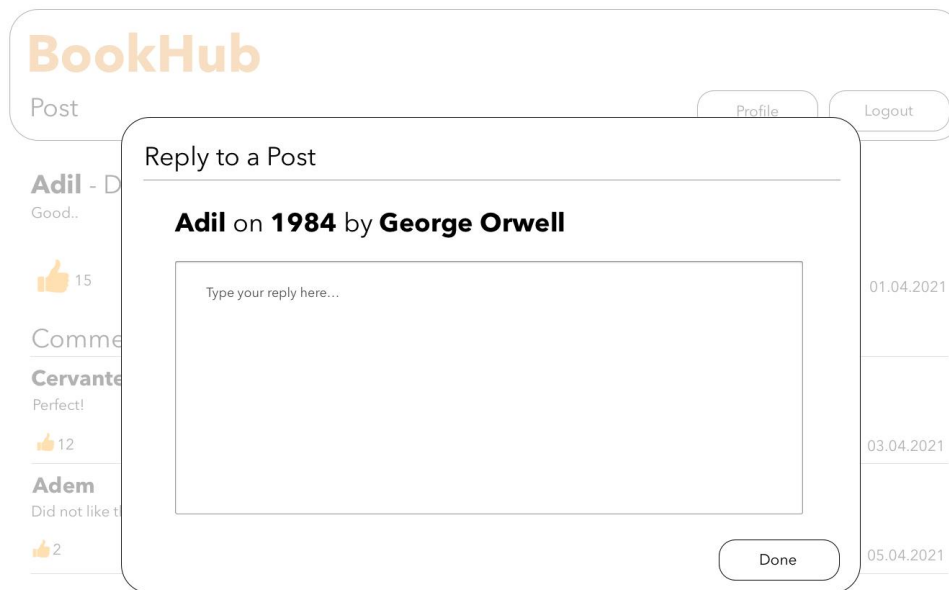 BookHub
Post
Profile
Logout
Reply to a Post
Adil - D
Good..
Adil on 1984 by George Orwell
15
01.04.2021
Type your reply here...
Comme
Cervante
Perfect!
12
03.04.2021
Adem
Did not like
2
05.04.2021
Done